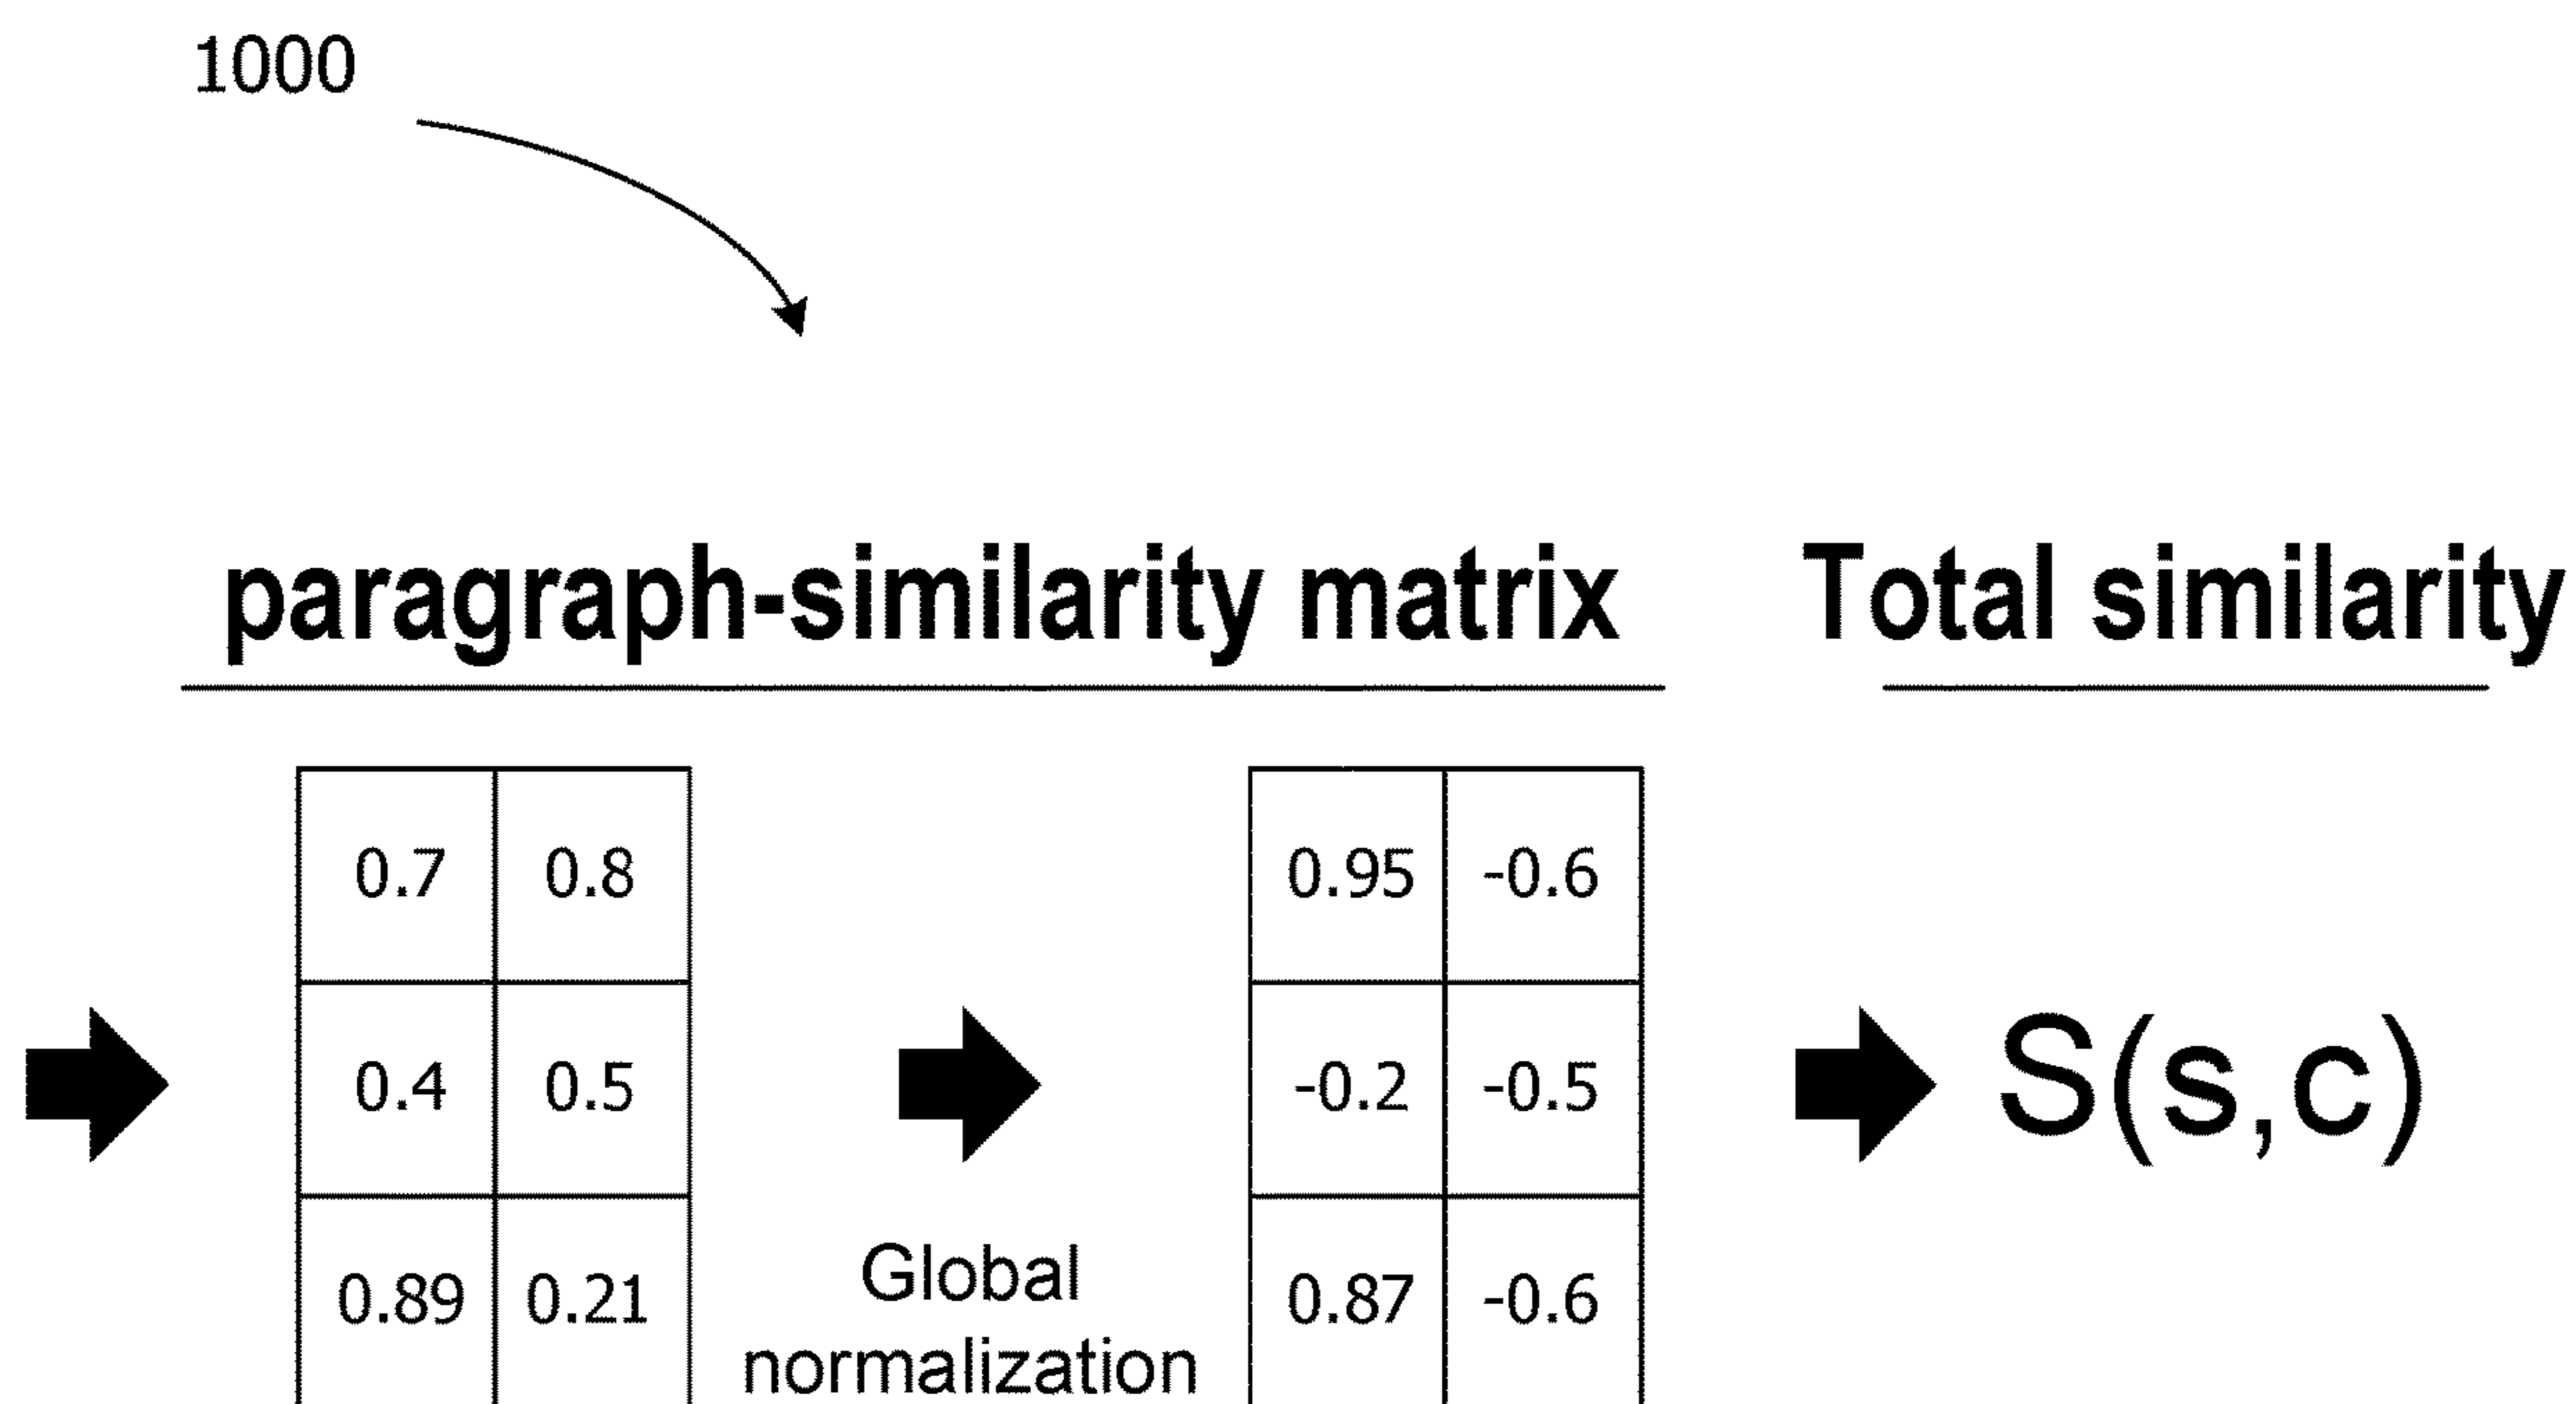 1000
paragraph-similarity matrix Total similarity
0.7 0.8 0.95 -0.6
0.4 0.5 -0.2 -0.5 S(s,c)
0.89 0.21 Global 0.87 -0.6
normalization